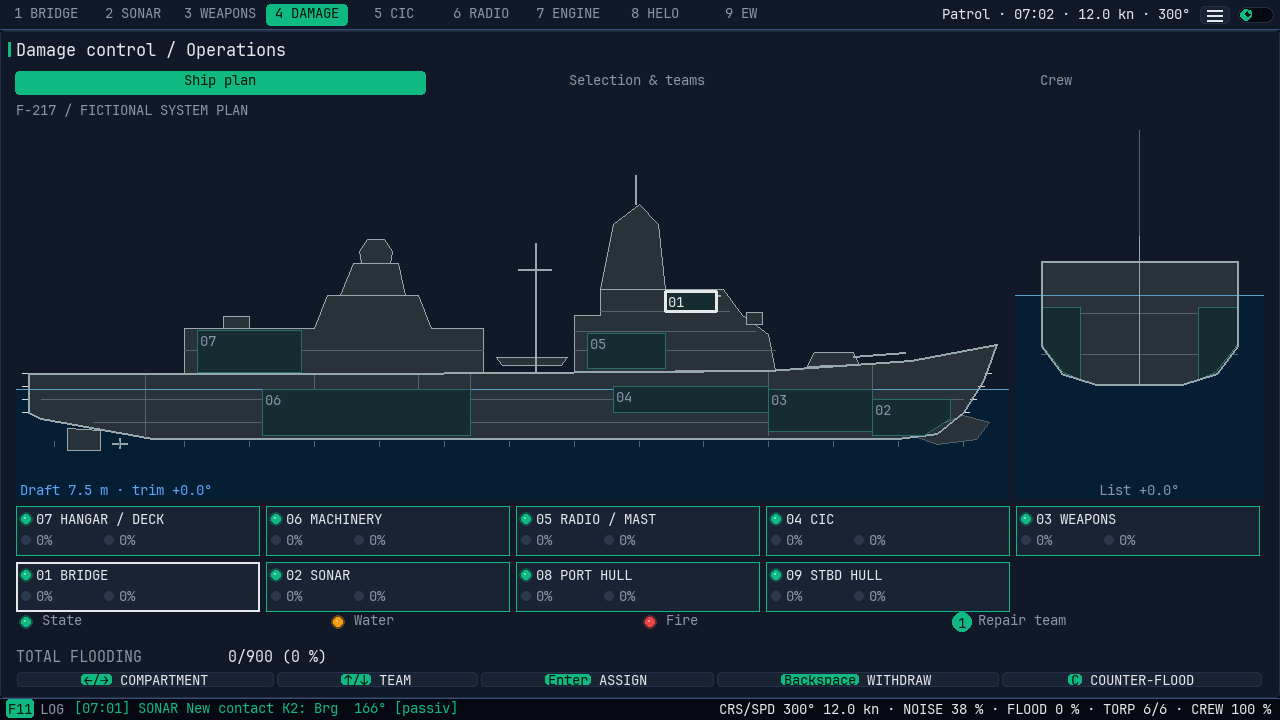 1 BRIDGE 2 SONAR 3 WEAPONS 4 DAMAGE 5 CIC 6 RADIO 7 ENGINE 8 HELO 9 EW Patrol · 07:02 · 12.0 kn · 300°
Damage control / Operations
Ship plan Selection & teams Crew
F-217 / FICTIONAL SYSTEM PLAN
01
07
05
06
04
03
02
Draft 7.5 m · trim +0.0°
List +0.0°
07 HANGAR / DECK 06 MACHINERY 05 RADIO / MAST 04 CIC 03 WEAPONS
0% 0% 0% 0% 0% 0% 0% 0% 0% 0%
01 BRIDGE 02 SONAR 08 PORT HULL 09 STBD HULL
0% 0% 0% 0% 0% 0% 0% 0%
State Water Fire 1 Repair team
TOTAL FLOODING 0/900 (0 %)
←/→ COMPARTMENT ↑/↓ TEAM Enter ASSIGN Backspace WITHDRAW C COUNTER-FLOOD
F11 LOG [07:01] SONAR New contact K2: Brg 166° [passiv] CRS/SPD 300° 12.0 kn · NOISE 38 % · FLOOD 0 % · TORP 6/6 · CREW 100 %